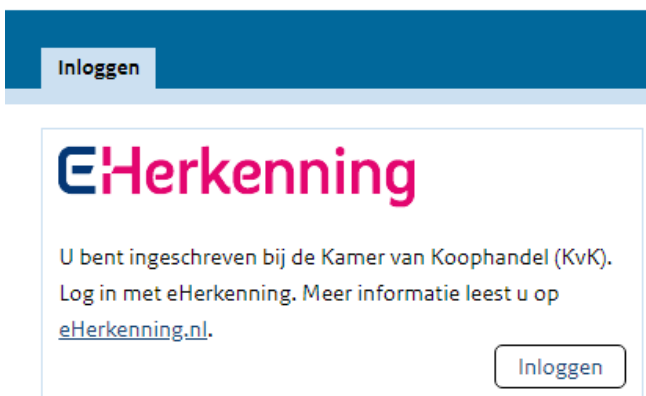 Inloggen
eHerkenning
U bent ingeschreven bij de Kamer van Koophandel (KvK).
Log in met eHerkenning. Meer informatie leest u op
eHerkenning.nl.
Inloggen